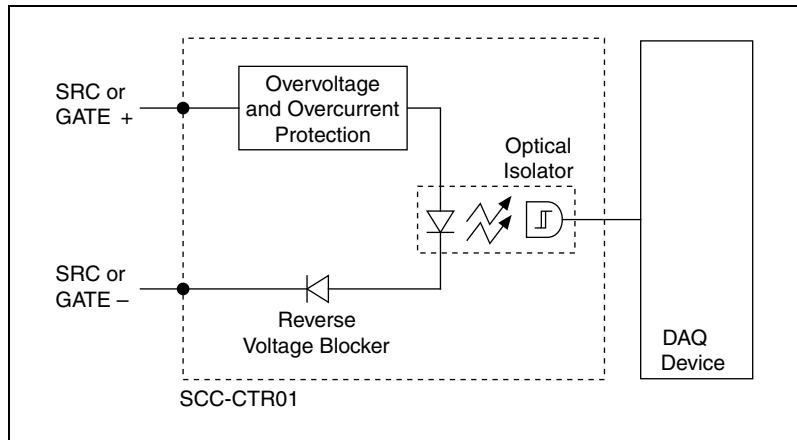 SRC or
GATE +
Overvoltage
and Overcurrent
Protection
Optical
Isolator
SRC or
GATE –
Reverse
Voltage Blocker
DAQ
Device
SCC-CTR01